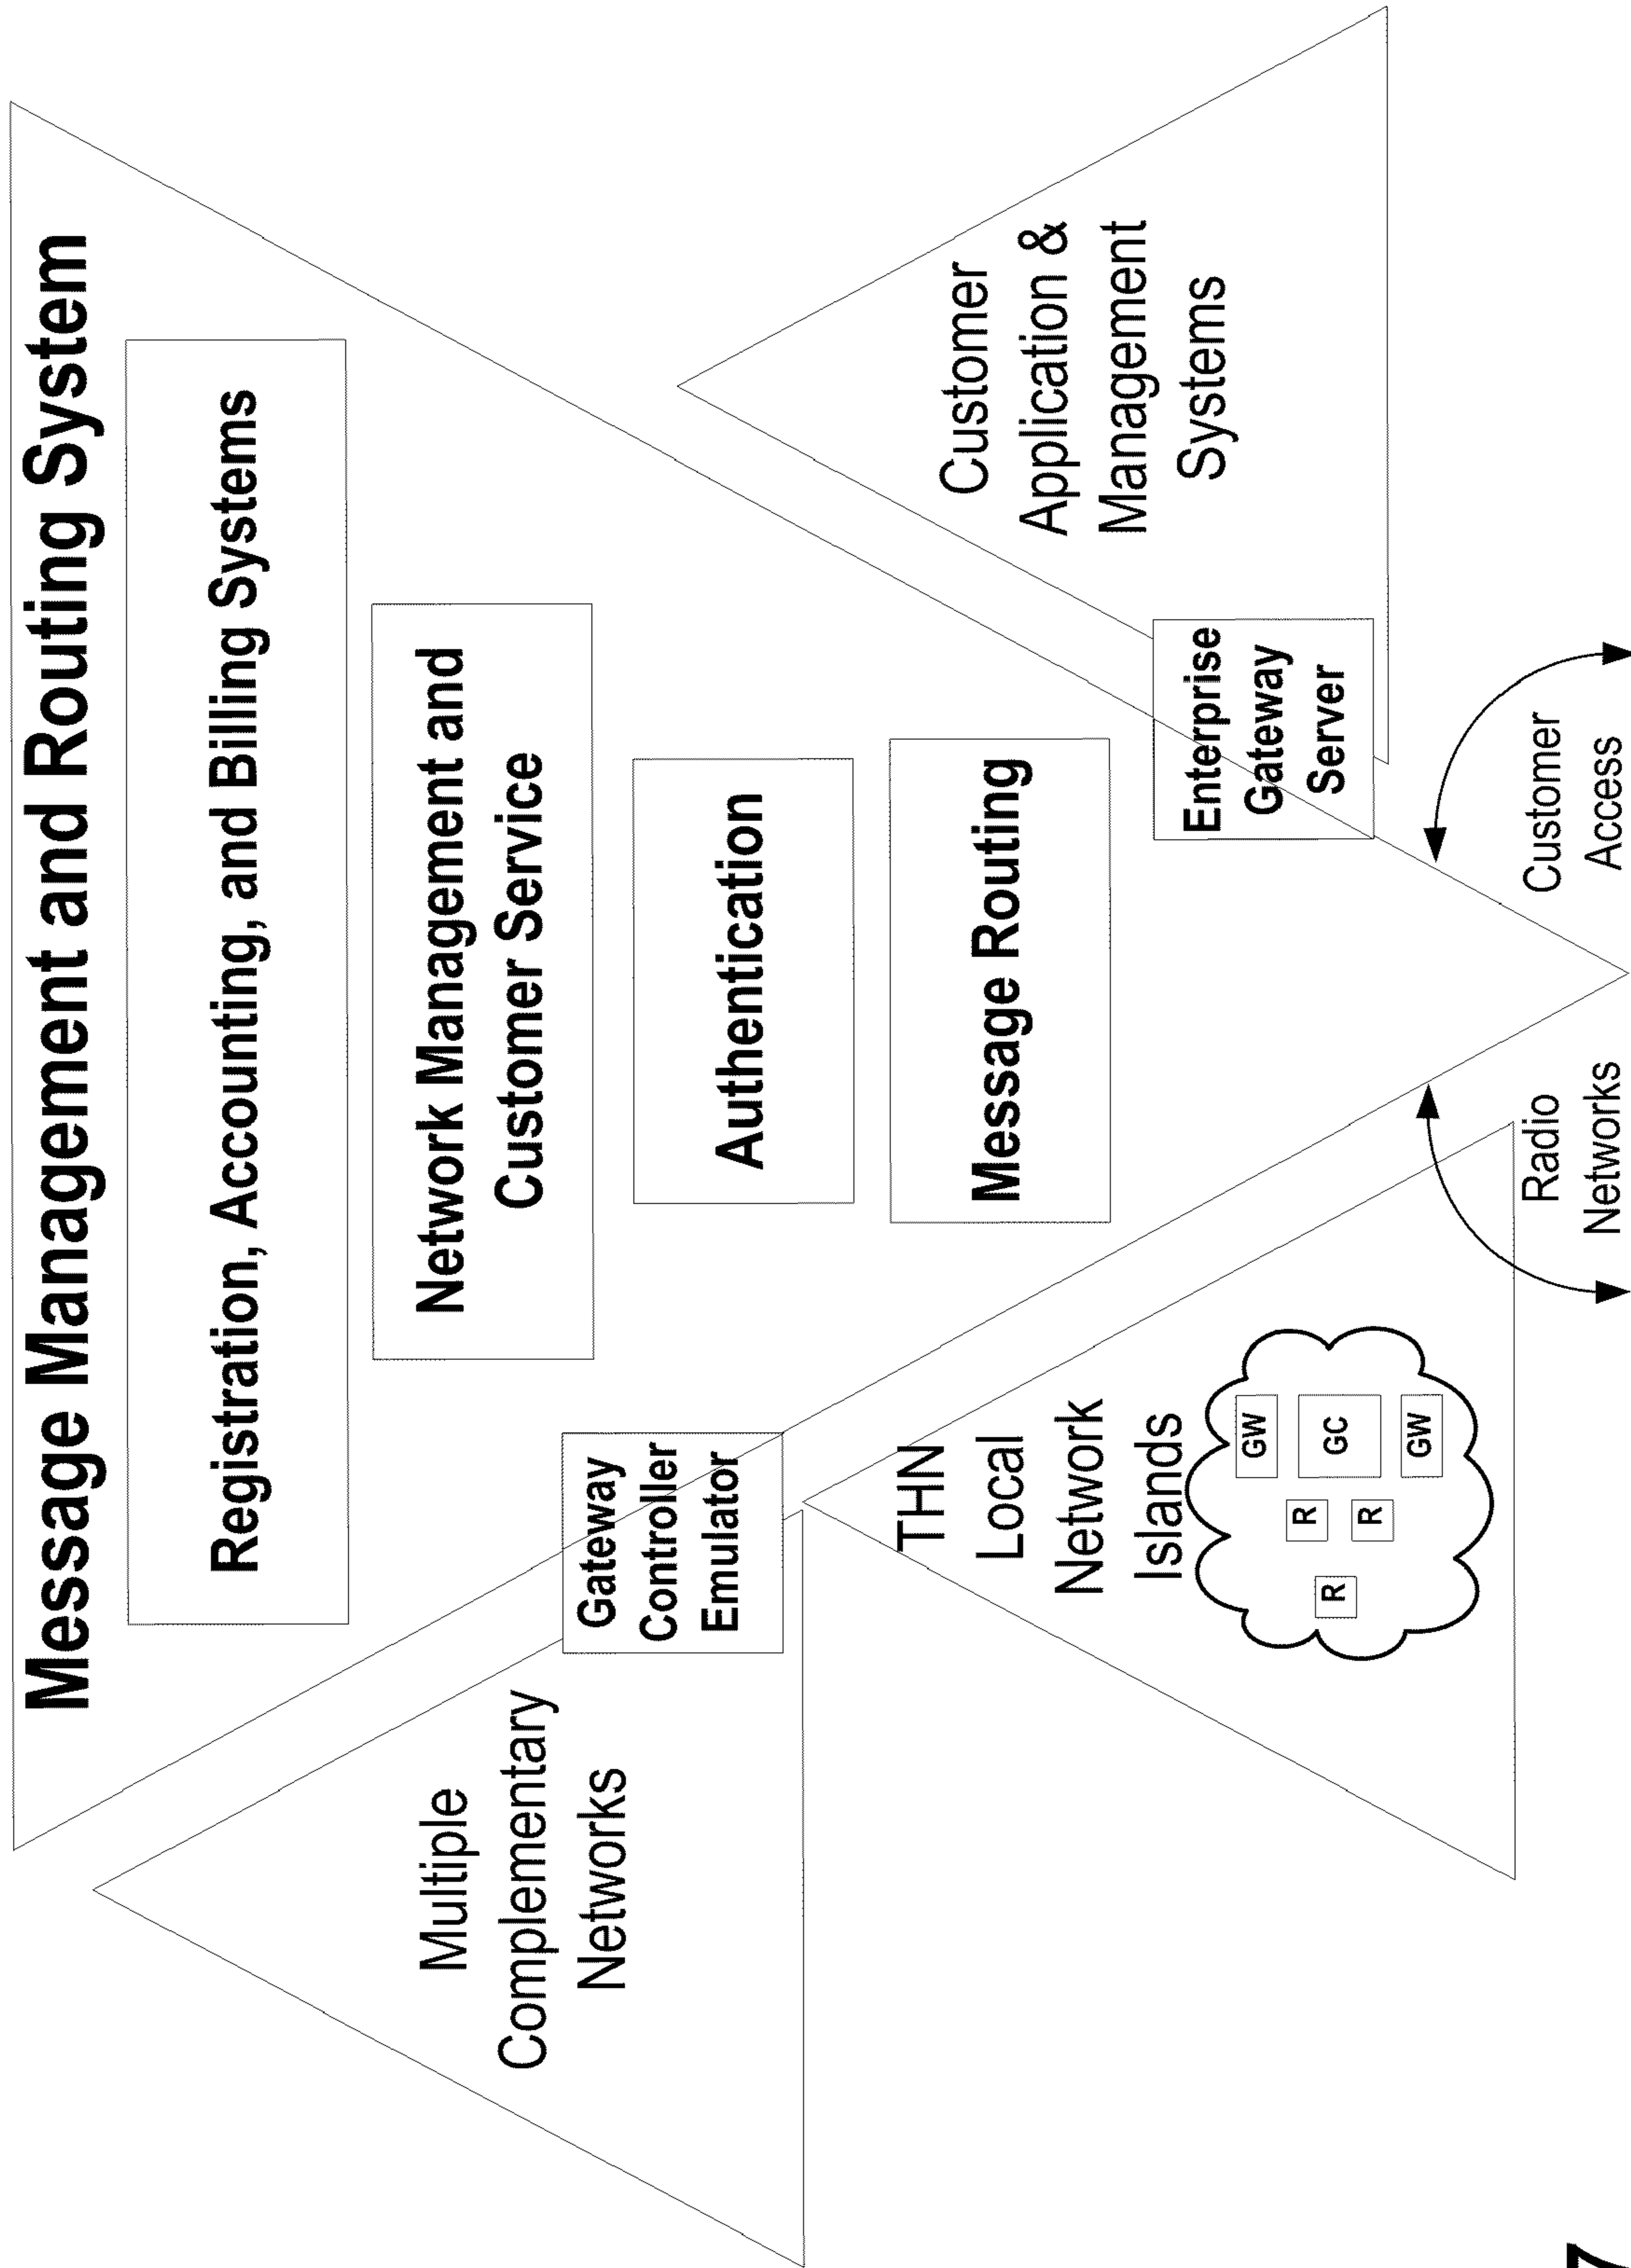 Message Management and Routing System
Registration, Accounting, and Billing Systems
Network Management and
Customer Service
Authentication
Message Routing
Multiple
Complementary
Networks
Gateway
Controller
Emulator
THN
Local
Network
Islands
R
R
R
GW
GC
GW
Customer
Application &
Management
Systems
Enterprise
Gateway
Server
Radio
Networks
Customer
Access
7